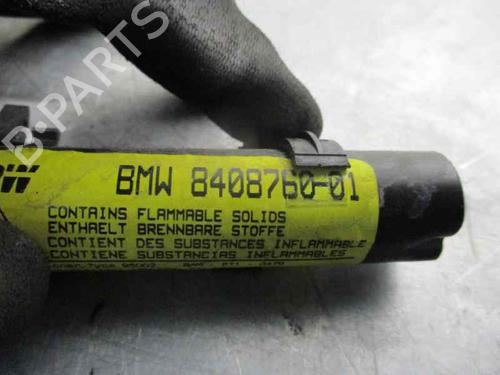 B-PARTS
BMW 8408760-01
CONTAINS FLAMMABLE SOLIDS
ENTHAELT BRENNBARE STOFFE
CONTIENT DES SUBSTANCES INFLAMMABLE
CONTIENE SUBSTANCIAS INFLAMMABLES